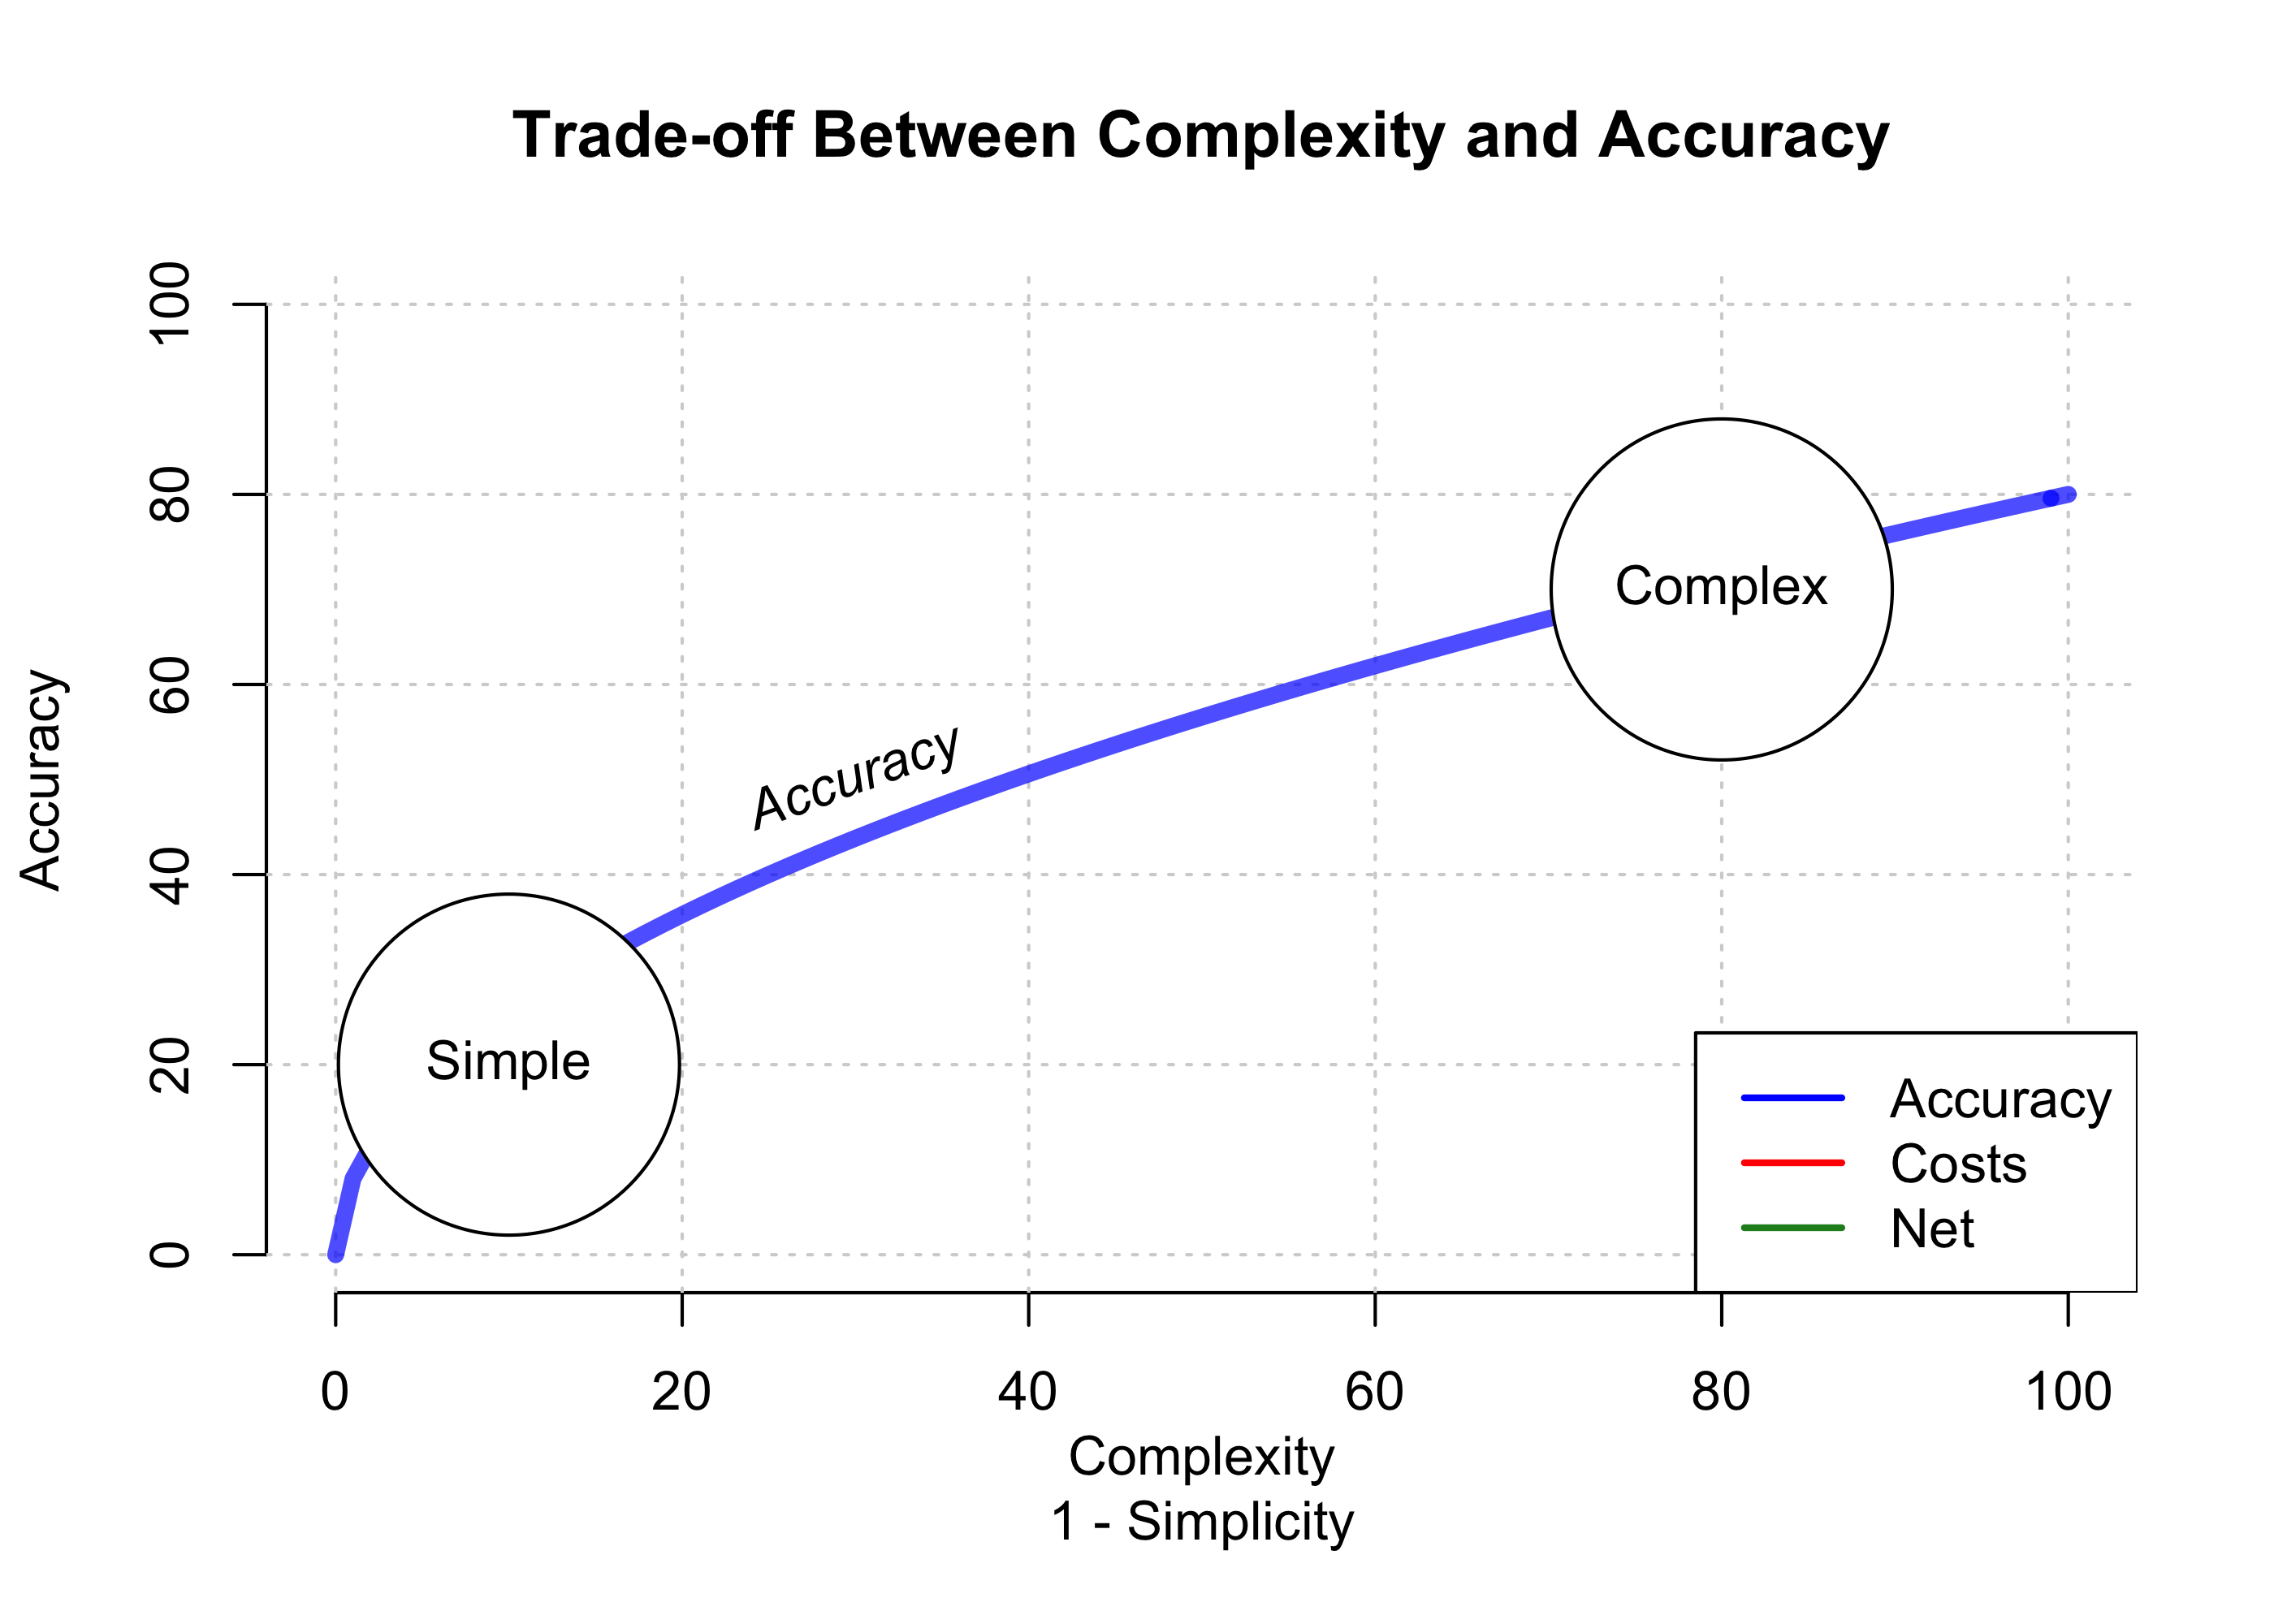 Trade-off Between Complexity and Accuracy
Accuracy
100
80
60
40
20
0
Complex
Accuracy
Simple
Accuracy
Costs
Net
0 20 40 60 80 100
Complexity
1 - Simplicity